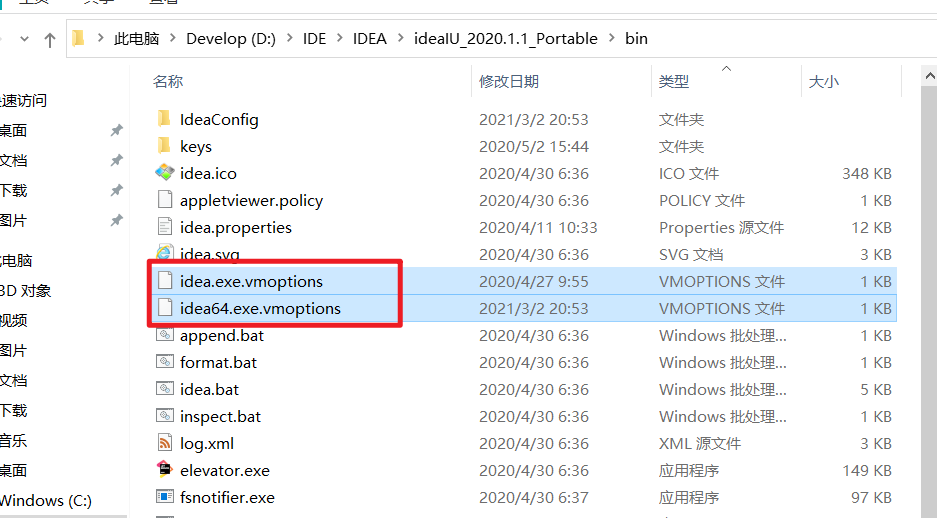 此电脑 > Develop (D:) > IDE > IDEA > ideaIU_2020.1.1_Portable > bin
名称 修改日期 类型 大小
速访问
桌面
文档
下载
图片
电脑
3D 对象
视频
图片
文档
下载
音乐
桌面
Windows (C:)
IdeaConfig 2021/3/2 20:53 文件夹
keys 2020/5/2 15:44 文件夹
idea.ico 2020/4/30 6:36 ICO 文件 348 KB
appletviewer.policy 2020/4/30 6:36 POLICY 文件 1 KB
idea.properties 2020/4/11 10:33 Properties 源文件 12 KB
idea.svg 2020/4/30 6:36 SVG 文档 3 KB
idea.exe.vmoptions 2020/4/27 9:55 VMOPTIONS 文件 1 KB
idea64.exe.vmoptions 2021/3/2 20:53 VMOPTIONS 文件 1 KB
append.bat 2020/4/30 6:36 Windows 批处理... 1 KB
format.bat 2020/4/30 6:36 Windows 批处理... 1 KB
idea.bat 2020/4/30 6:36 Windows 批处理... 5 KB
inspect.bat 2020/4/30 6:36 Windows 批处理... 1 KB
log.xml 2020/4/30 6:36 XML 源文件 3 KB
elevator.exe 2020/4/30 6:36 应用程序 149 KB
fsnotifier.exe 2020/4/30 6:37 应用程序 97 KB